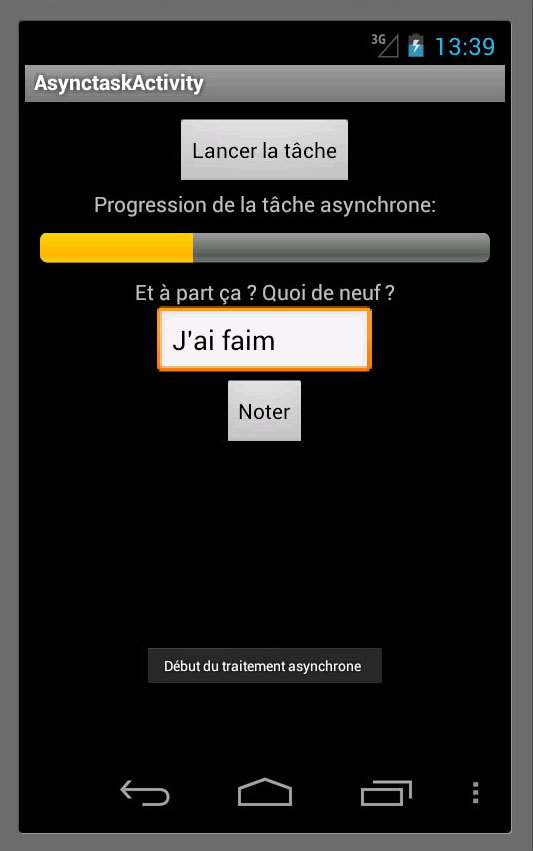 3G 13:39
AsynctaskActivity
Lancer la tâche
Progression de la tâche asynchrone:
Et à part ça ? Quoi de neuf ?
J'ai faim
Noter
Début du traitement asynchrone